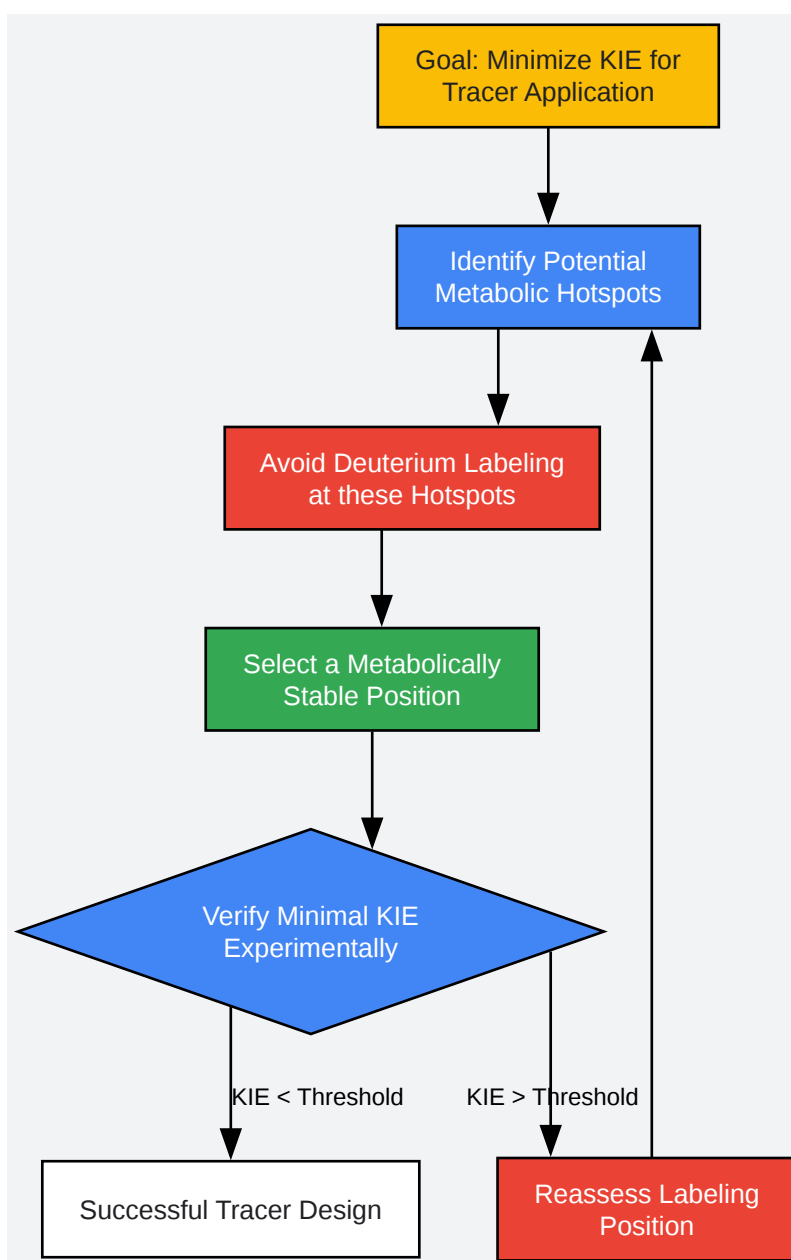 Goal: Minimize KIE for
Tracer Application
Identify Potential
Metabolic Hotspots
Avoid Deuterium Labeling
at these Hotspots
Select a Metabolically
Stable Position
Verify Minimal KIE
Experimentally
KIE < Threshold
KIE > Threshold
Successful Tracer Design
Reassess Labeling
Position